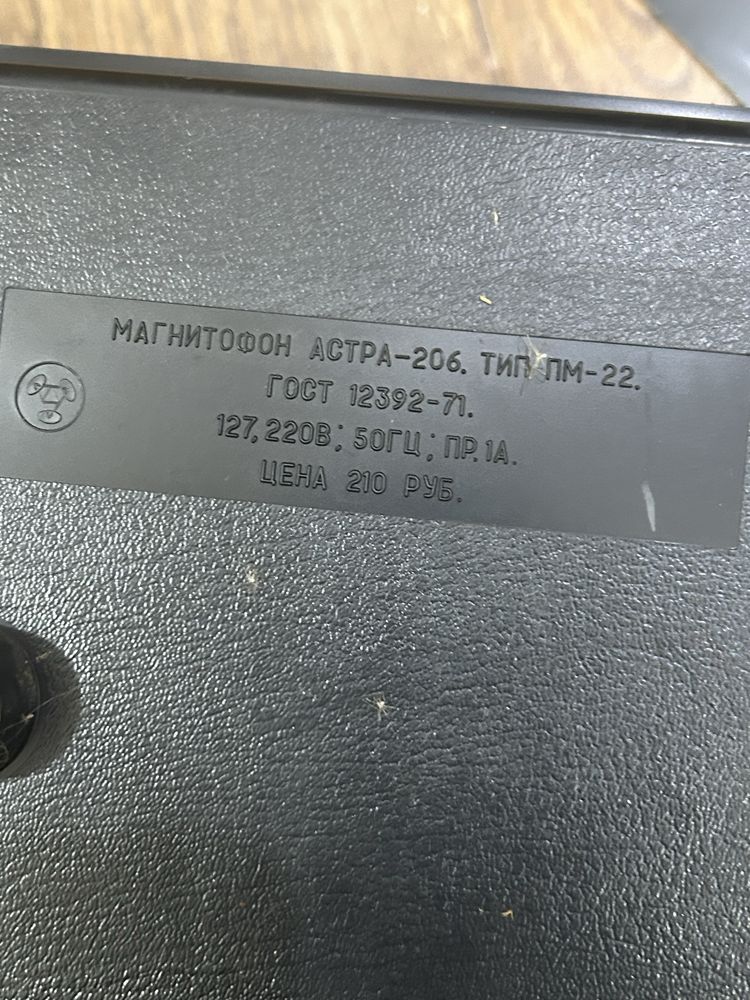 МАГНИТОФОН АСТРА-206. ТИП ПМ-22.
ГОСТ 12392-71.
127, 220В; 50ГЦ; ПР. 1А.
ЦЕНА 210 РУБ.